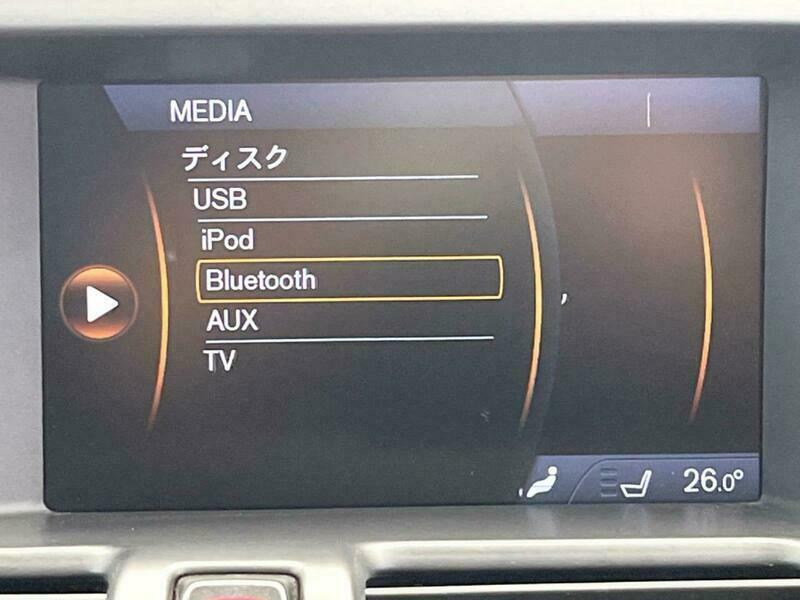 MEDIA
ディスク
USB
iPod
Bluetooth
AUX
TV
26.0°